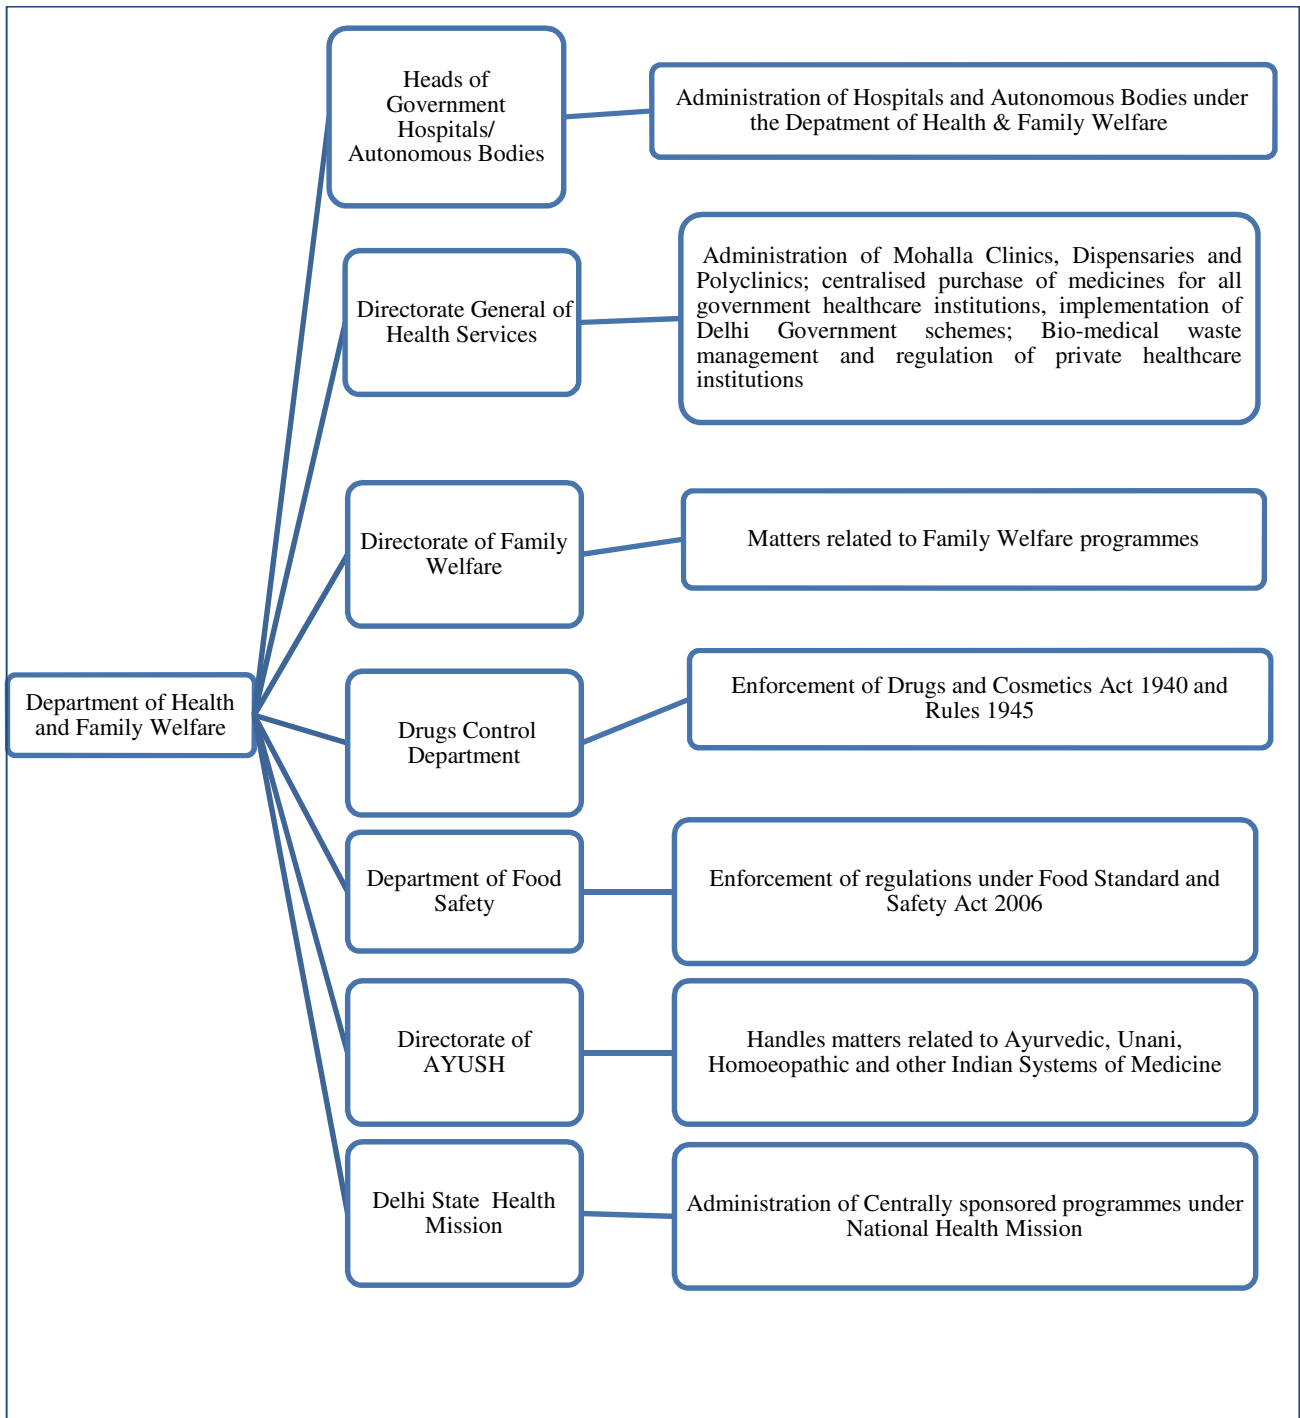 Heads of
Government
Hospitals/
Autonomous Bodies
Administration of Hospitals and Autonomous Bodies under
the Depatment of Health & Family Welfare
Directorate General of
Health Services
Administration of Mohalla Clinics, Dispensaries and
Polyclinics; centralised purchase of medicines for all
government healthcare institutions, implementation of
Delhi Government schemes; Bio-medical waste
management and regulation of private healthcare
institutions
Directorate of Family
Welfare
Matters related to Family Welfare programmes
Department of Health
and Family Welfare
Drugs Control
Department
Enforcement of Drugs and Cosmetics Act 1940 and
Rules 1945
Department of Food
Safety
Enforcement of regulations under Food Standard and
Safety Act 2006
Directorate of
AYUSH
Handles matters related to Ayurvedic, Unani,
Homoeopathic and other Indian Systems of Medicine
Delhi State Health
Mission
Administration of Centrally sponsored programmes under
National Health Mission